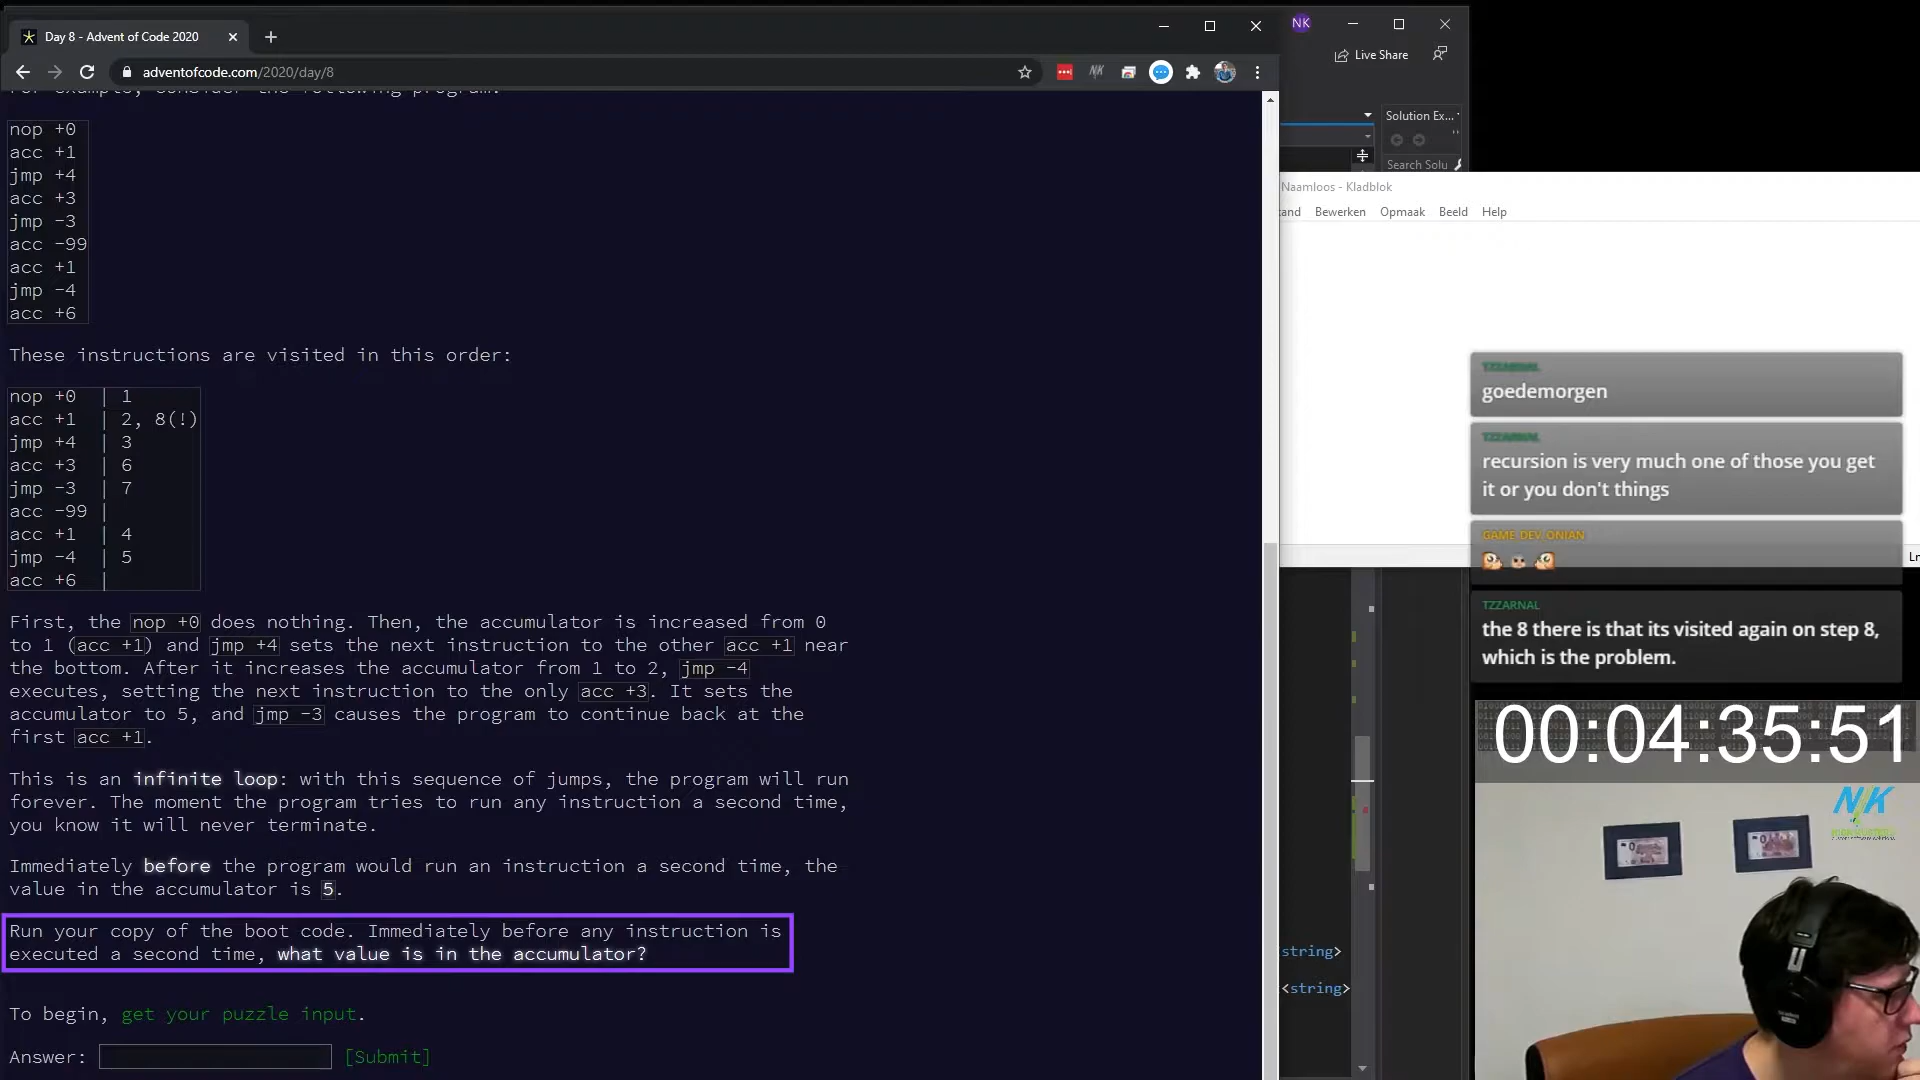 Day 8 - Advent of Code 2020
NK
Live Share
adventofcode.com/2020/day/8
For example, consider the following program:
nop +0
acc +1
jmp +4
acc +3
jmp -3
acc -99
acc +1
jmp -4
acc +6
These instructions are visited in this order:
nop +0 | 1
acc +1 | 2, 8(!)
jmp +4 | 3
acc +3 | 6
jmp -3 | 7
acc -99 |
acc +1 | 4
jmp -4 | 5
acc +6 |
First, the nop +0 does nothing. Then, the accumulator is increased from 0
to 1 (acc +1) and jmp +4 sets the next instruction to the other acc +1 near
the bottom. After it increases the accumulator from 1 to 2, jmp -4
executes, setting the next instruction to the only acc +3. It sets the
accumulator to 5, and jmp -3 causes the program to continue back at the
first acc +1.
This is an infinite loop: with this sequence of jumps, the program will run
forever. The moment the program tries to run any instruction a second time,
you know it will never terminate.
Immediately before the program would run an instruction a second time, the
value in the accumulator is 5.
Run your copy of the boot code. Immediately before any instruction is
executed a second time, what value is in the accumulator?
To begin, get your puzzle input.
Answer: [Submit]
Solution Ex...
Search Solu
Naamloos - Kladblok
tand Bewerken Opmaak Beeld Help
TZZARNAL
goedemorgen
TZZARNAL
recursion is very much one of those you get
it or you don't things
GAME_DEV_ONIAN
TZZARNAL
the 8 there is that its visited again on step 8,
which is the problem.
Ln
00:04:35:51
NK
string>
<string>